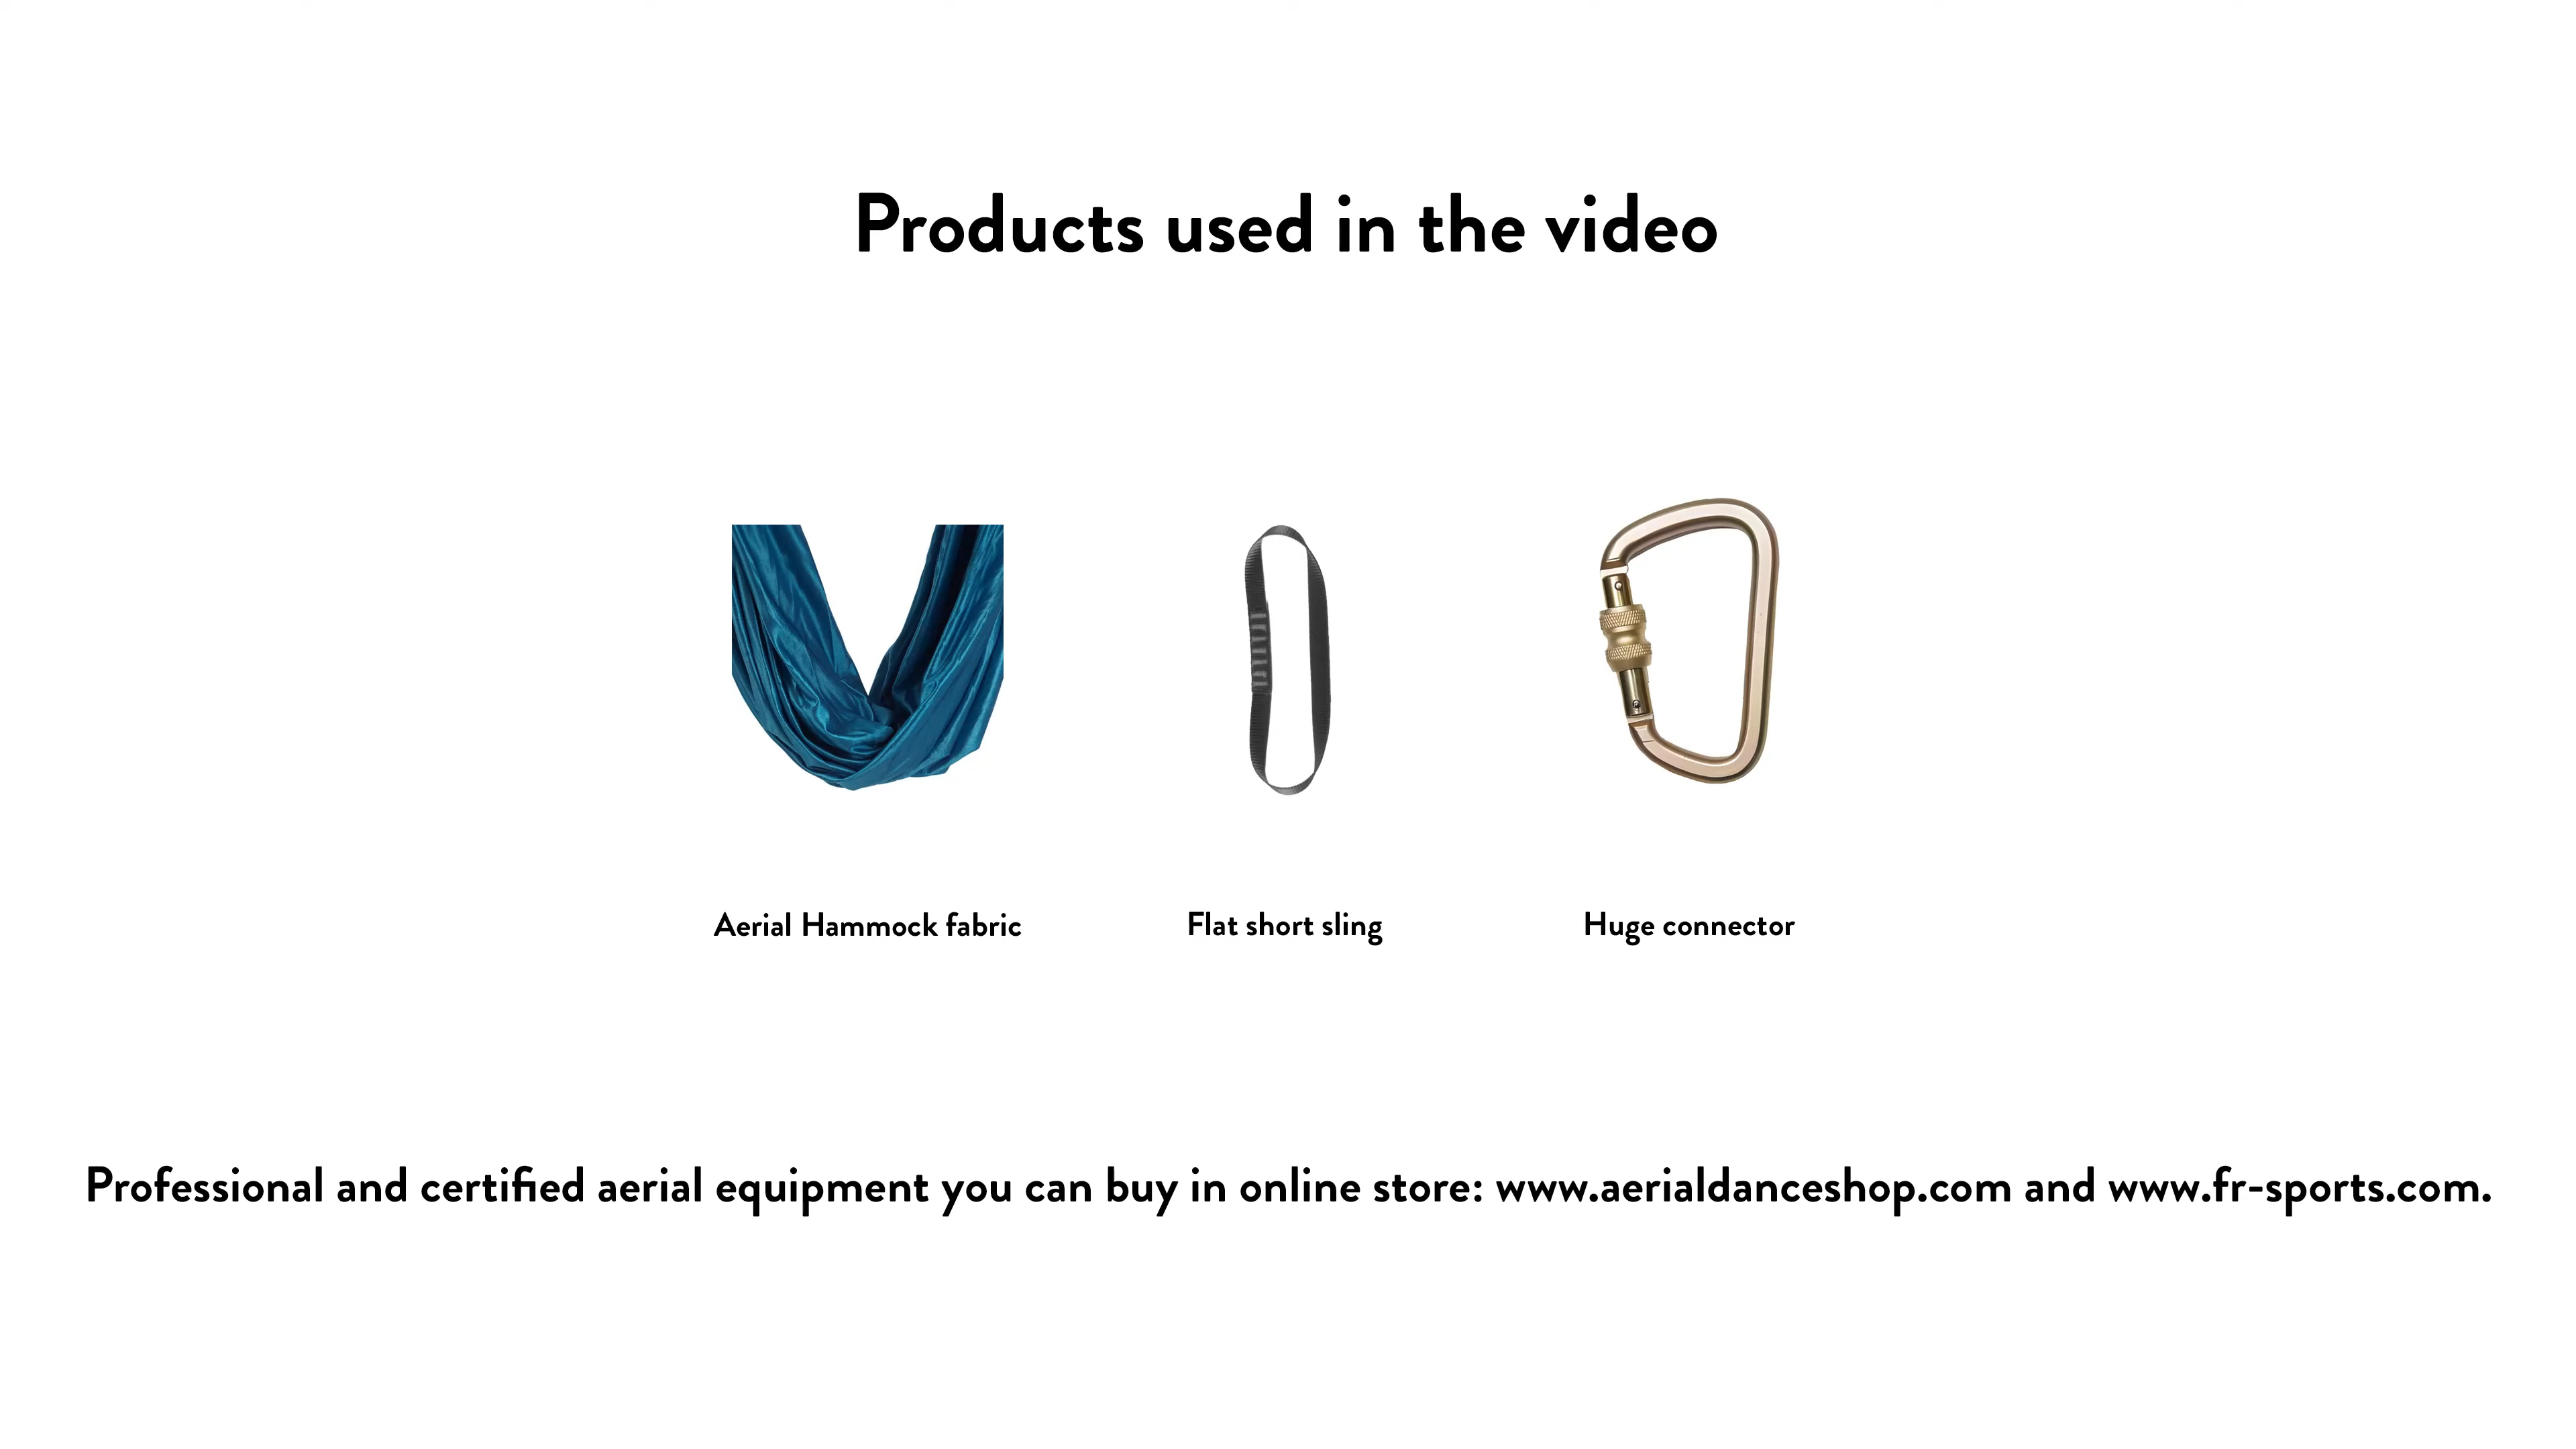 Products used in the video
Aerial Hammock fabric
Flat short sling
Huge connector
Professional and certified aerial equipment you can buy in online store: www.aerialdanceshop.com and www.fr-sports.com.